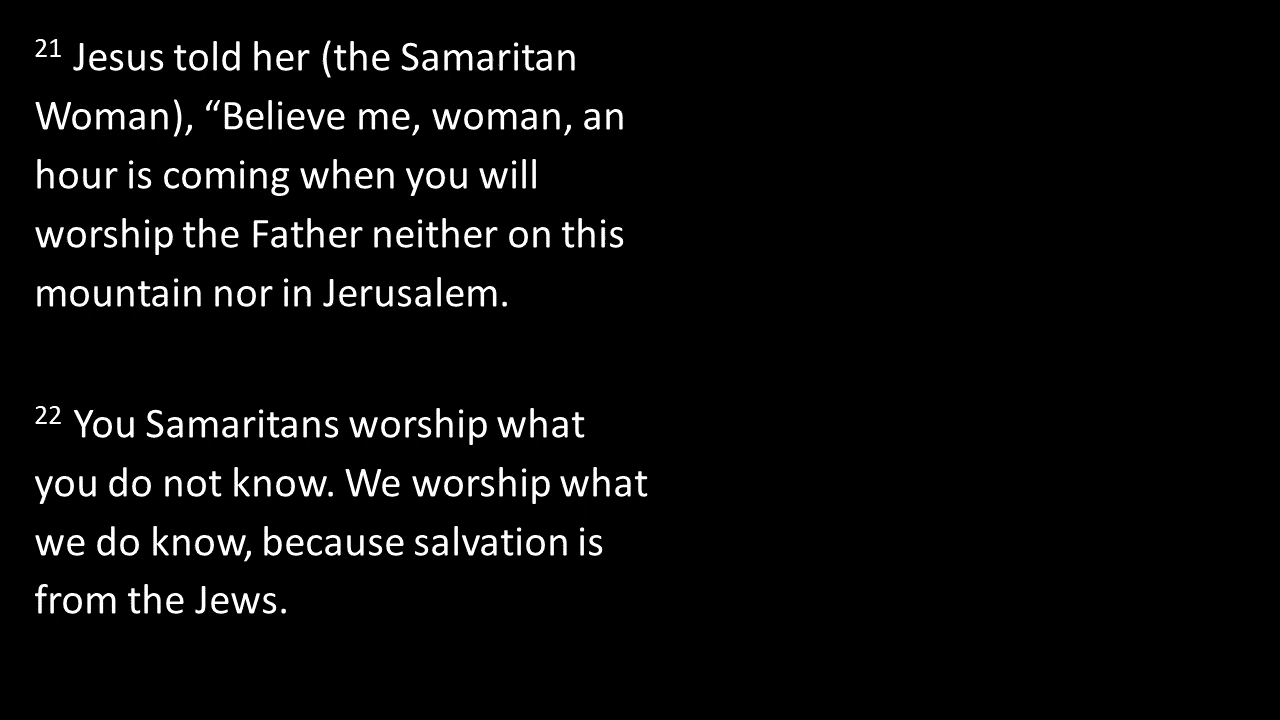 21 Jesus told her (the Samaritan
Woman), “Believe me, woman, an
hour is coming when you will
worship the Father neither on this
mountain nor in Jerusalem.
22 You Samaritans worship what
you do not know. We worship what
we do know, because salvation is
from the Jews.